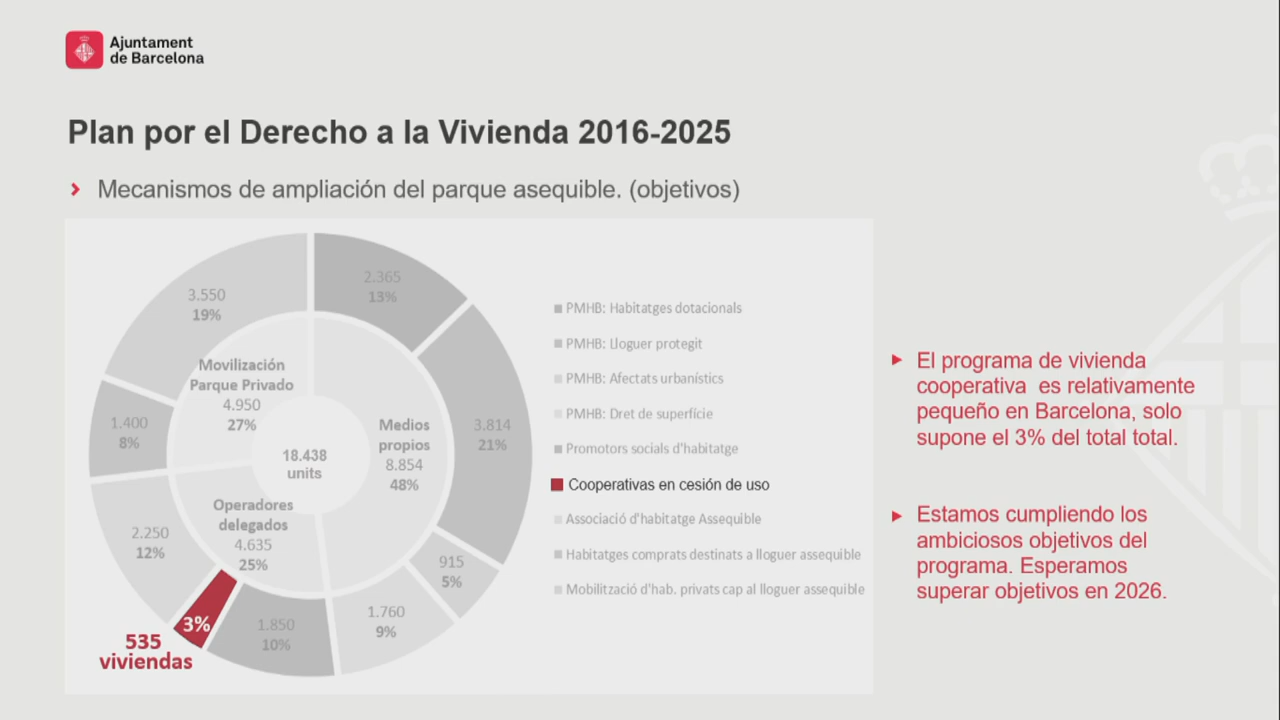 Ajuntament
de Barcelona
Plan por el Derecho a la Vivienda 2016-2025
Mecanismos de ampliación del parque asequible. (objetivos)
2.365
13%
3.814
21%
915
5%
1.760
9%
1.850
10%
3%
535
viviendas
2.250
12%
1.400
8%
3.550
19%
Movilización
Parque Privado
4.950
27%
Medios
propios
8.854
48%
Operadores
delegados
4.635
25%
18.438
units
PMHB: Habitatges dotacionals
PMHB: Lloguer protegit
PMHB: Afectats urbanístics
PMHB: Dret de superfície
Promotors socials d'habitatge
Cooperativas en cesión de uso
Associació d'habitatge Assequible
Habitatges comprats destinats a lloguer assequible
Mobilització d'hab. privats cap al lloguer assequible
El programa de vivienda
cooperativa es relativamente
pequeño en Barcelona, solo
supone el 3% del total total.
Estamos cumpliendo los
ambiciosos objetivos del
programa. Esperamos
superar objetivos en 2026.